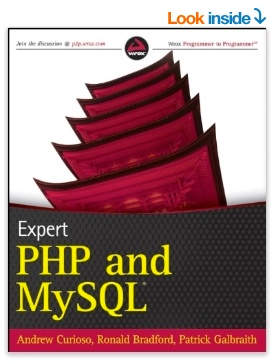 Look inside
Join the discussion @ p2p.wrox.com
wrox
Wrox Programmer to Programmer™
Expert
PHP and
MySQL®
Andrew Curioso, Ronald Bradford, Patrick Galbraith